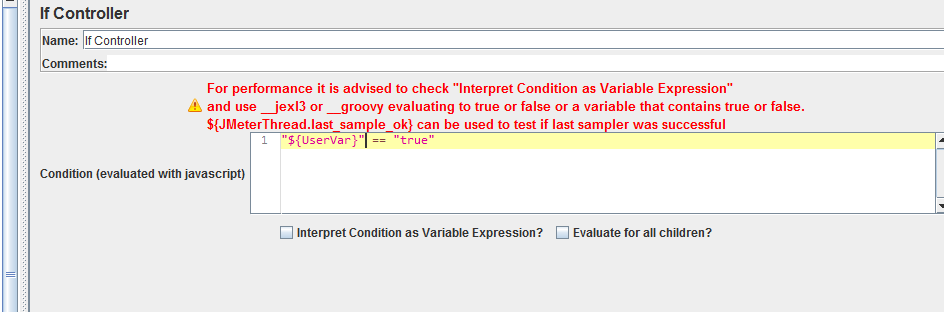 If Controller
Name: If Controller
Comments:
For performance it is advised to check "Interpret Condition as Variable Expression"
and use __jexl3 or __groovy evaluating to true or false or a variable that contains true or false.
${JMeterThread.last_sample_ok} can be used to test if last sampler was successful
1 "${UserVar}" == "true"
Condition (evaluated with javascript)
Interpret Condition as Variable Expression? Evaluate for all children?